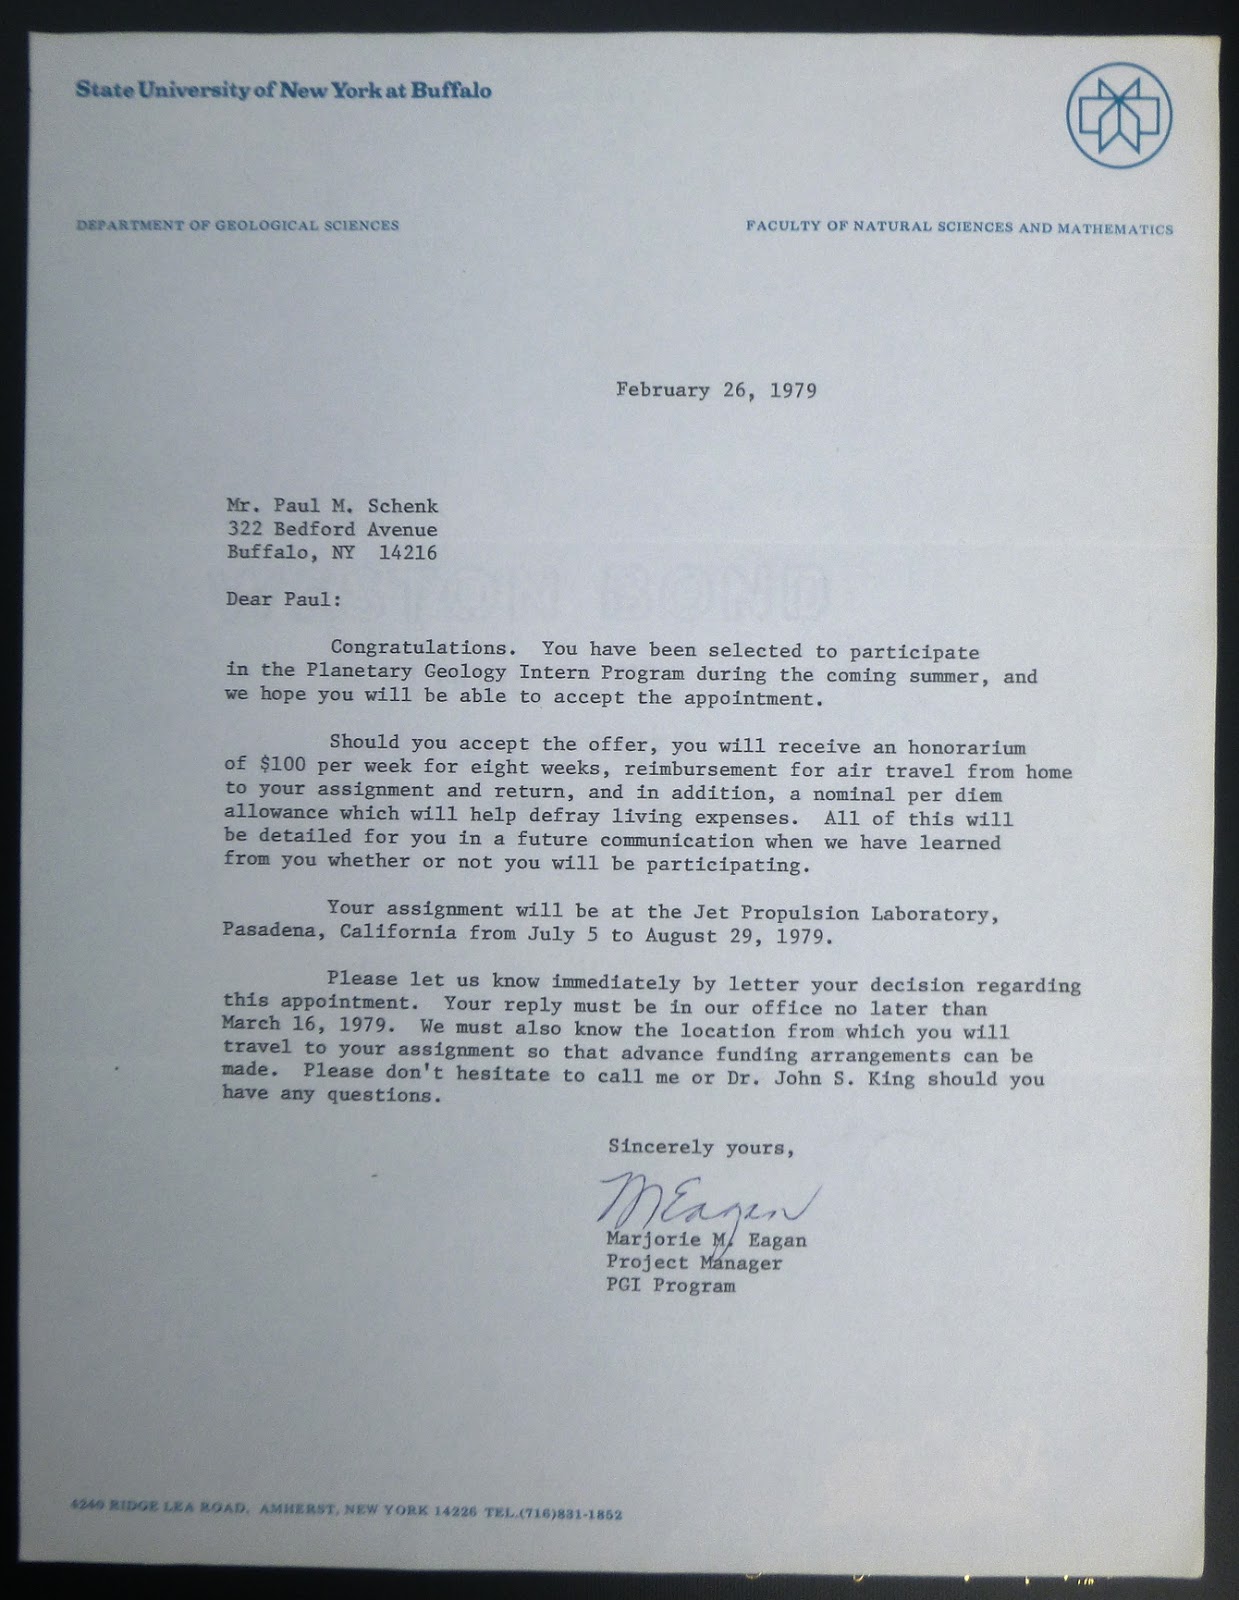 State University of New York at Buffalo
DEPARTMENT OF GEOLOGICAL SCIENCES
FACULTY OF NATURAL SCIENCES AND MATHEMATICS
February 26, 1979
Mr. Paul M. Schenk
322 Bedford Avenue
Buffalo, NY  14216
BOND
Dear Paul:
Congratulations.  You have been selected to participate
in the Planetary Geology Intern Program during the coming summer, and
we hope you will be able to accept the appointment.
Should you accept the offer, you will receive an honorarium
of $100 per week for eight weeks, reimbursement for air travel from home
to your assignment and return, and in addition, a nominal per diem
allowance which will help defray living expenses.  All of this will
be detailed for you in a future communication when we have learned
from you whether or not you will be participating.
Your assignment will be at the Jet Propulsion Laboratory,
Pasadena, California from July 5 to August 29, 1979.
Please let us know immediately by letter your decision regarding
this appointment.  Your reply must be in our office no later than
March 16, 1979.  We must also know the location from which you will
travel to your assignment so that advance funding arrangements can be
made.  Please don't hesitate to call me or Dr. John S. King should you
have any questions.
Sincerely yours,
M Eagan
Marjorie M. Eagan
Project Manager
PGI Program
4240 RIDGE LEA ROAD, AMHERST, NEW YORK 14226 TEL.(716)831-1852